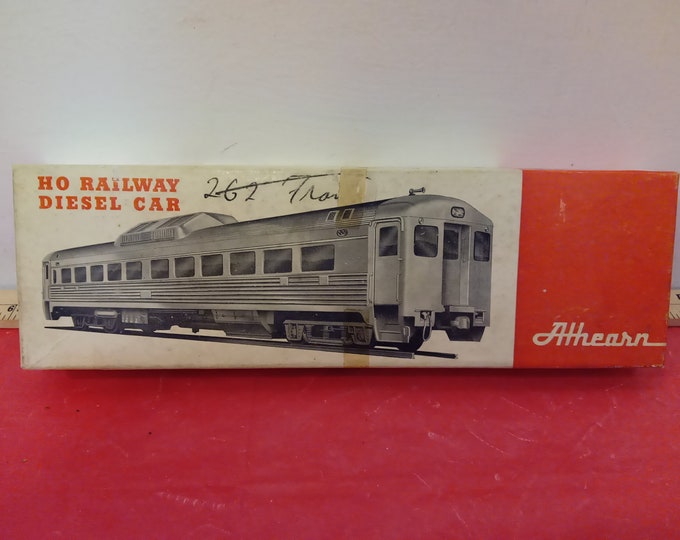 HO RAILWAY
DIESEL CAR
262
Athearn